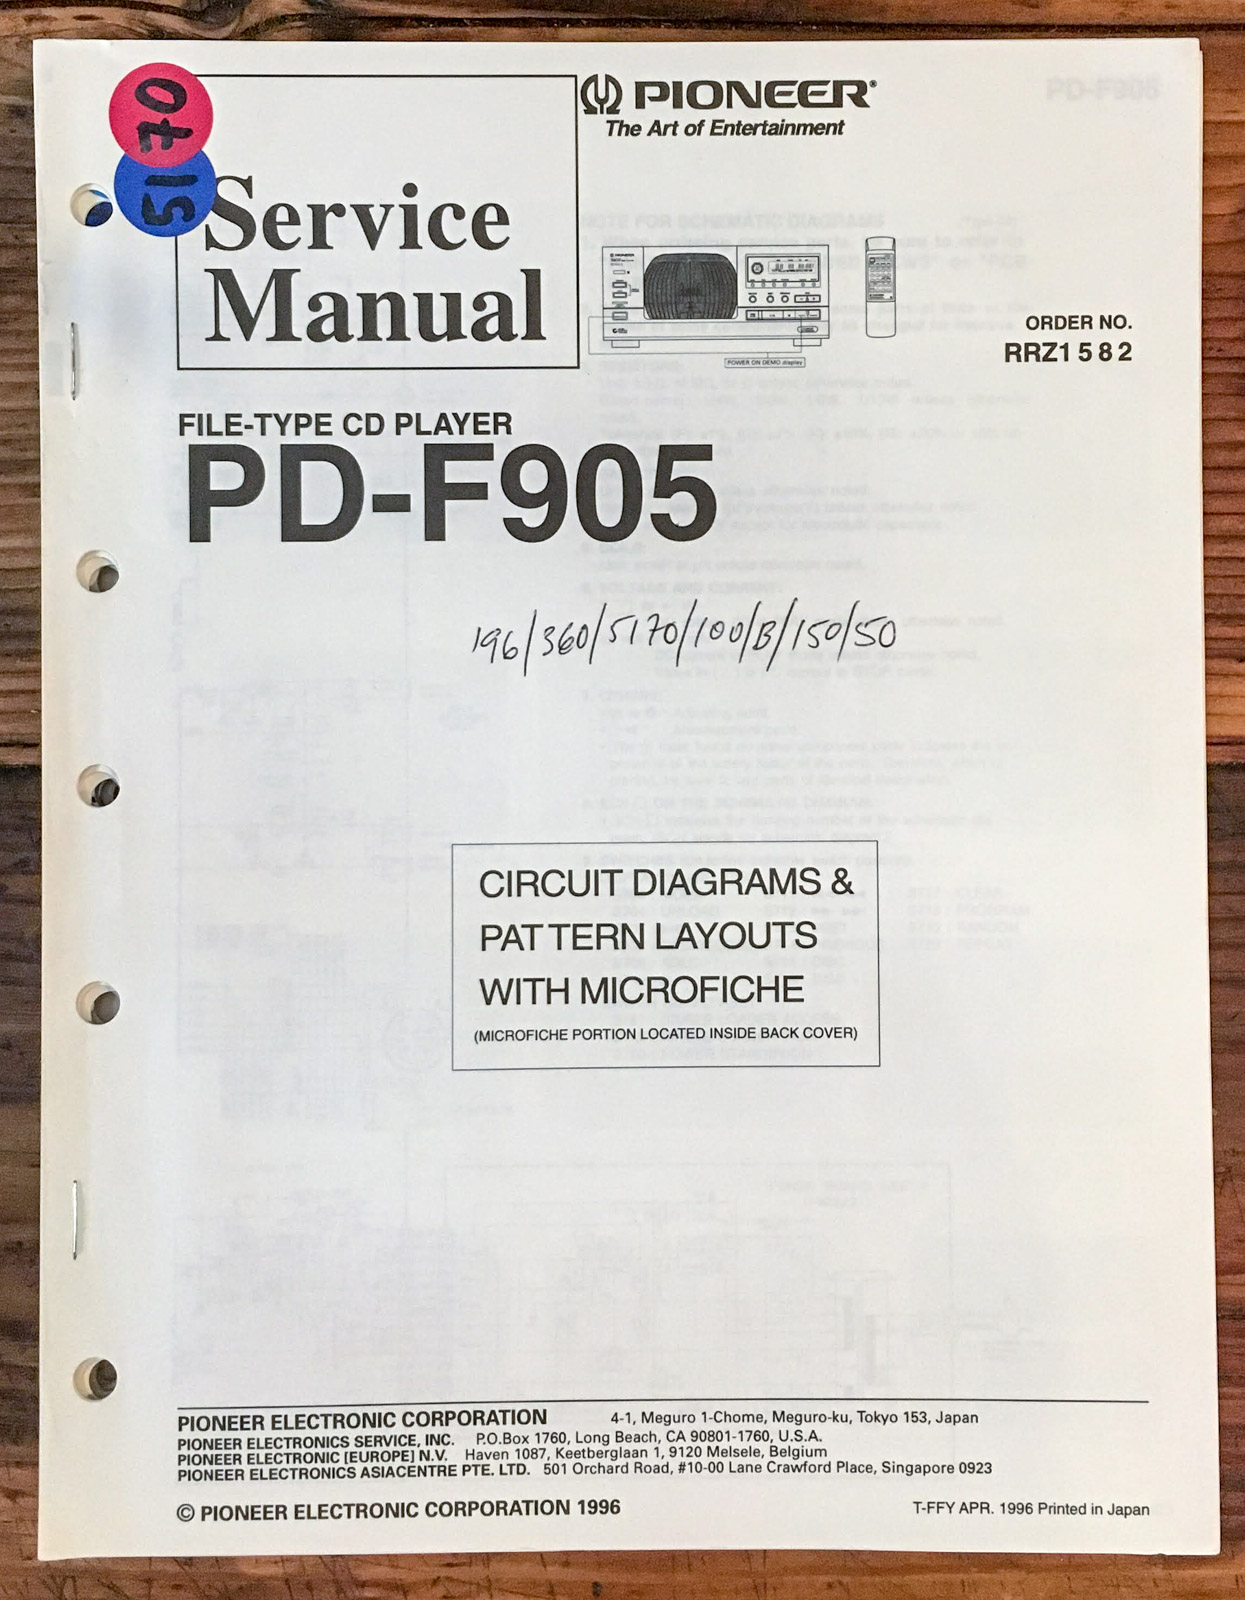 5170
PIONEER®
The Art of Entertainment
Service
Manual
POWER ON DEMO display
ORDER NO.
RRZ1582
FILE-TYPE CD PLAYER
PD-F905
196/360/5170/100/B/150/50
CIRCUIT DIAGRAMS &
PATTERN LAYOUTS
WITH MICROFICHE
(MICROFICHE PORTION LOCATED INSIDE BACK COVER)
PIONEER ELECTRONIC CORPORATION 4-1, Meguro 1-Chome, Meguro-ku, Tokyo 153, Japan
PIONEER ELECTRONICS SERVICE, INC. P.O.Box 1760, Long Beach, CA 90801-1760, U.S.A.
PIONEER ELECTRONIC [EUROPE] N.V. Haven 1087, Keetberglaan 1, 9120 Melsele, Belgium
PIONEER ELECTRONICS ASIACENTRE PTE. LTD. 501 Orchard Road, #10-00 Lane Crawford Place, Singapore 0923
© PIONEER ELECTRONIC CORPORATION 1996
T-FFY APR. 1996 Printed in Japan